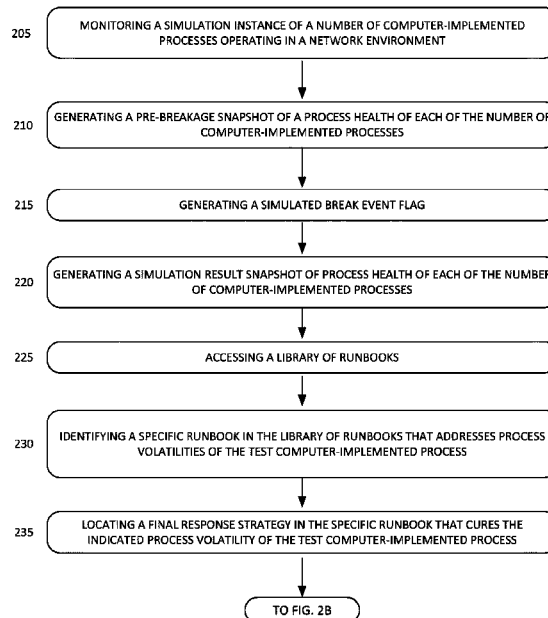 205
MONITORING A SIMULATION INSTANCE OF A NUMBER OF COMPUTER-IMPLEMENTED
PROCESSES OPERATING IN A NETWORK ENVIRONMENT
210
GENERATING A PRE-BREAKAGE SNAPSHOT OF A PROCESS HEALTH OF EACH OF THE NUMBER OF
COMPUTER-IMPLEMENTED PROCESSES
215
GENERATING A SIMULATED BREAK EVENT FLAG
220
GENERATING A SIMULATION RESULT SNAPSHOT OF PROCESS HEALTH OF EACH OF THE NUMBER
OF COMPUTER-IMPLEMENTED PROCESSES
225
ACCESSING A LIBRARY OF RUNBOOKS
230
IDENTIFYING A SPECIFIC RUNBOOK IN THE LIBRARY OF RUNBOOKS THAT ADDRESSES PROCESS
VOLATILITIES OF THE TEST COMPUTER-IMPLEMENTED PROCESS
235
LOCATING A FINAL RESPONSE STRATEGY IN THE SPECIFIC RUNBOOK THAT CURES THE
INDICATED PROCESS VOLATILITY OF THE TEST COMPUTER-IMPLEMENTED PROCESS
TO FIG. 2B